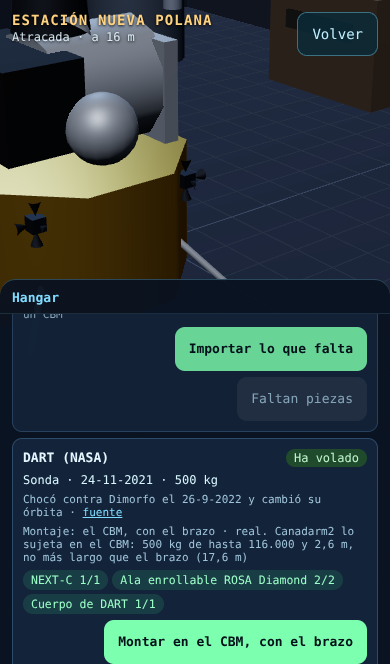 ESTACIÓN NUEVA POLANA
Atracada · a 16 m
Volver
Hangar
un CBM
Importar lo que falta
Faltan piezas
DART (NASA)
Ha volado
Sonda · 24-11-2021 · 500 kg
Chocó contra Dimorfo el 26-9-2022 y cambió su
órbita · fuente
Montaje: el CBM, con el brazo · real. Canadarm2 lo
sujeta en el CBM: 500 kg de hasta 116.000 y 2,6 m,
no más largo que el brazo (17,6 m)
NEXT-C 1/1
Ala enrollable ROSA Diamond 2/2
Cuerpo de DART 1/1
Montar en el CBM, con el brazo